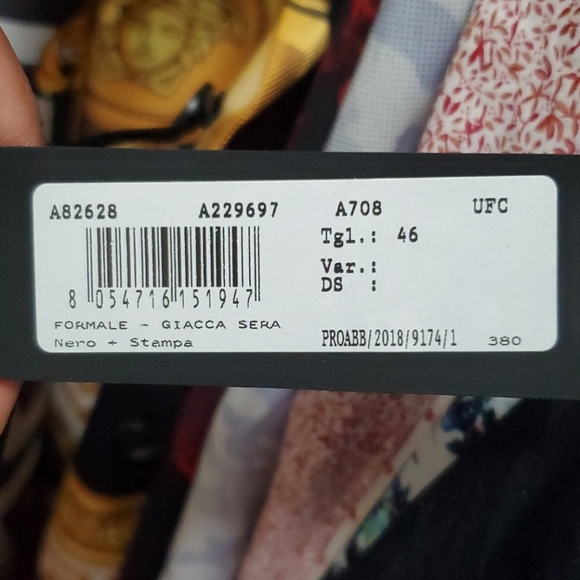 A82628 A229697 A708 UFC
Tgl.: 46
Var.:
DS :
8 054716 151947
FORMALE - GIACCA SERA
Nero + Stampa PROABB/2018/9174/1 380